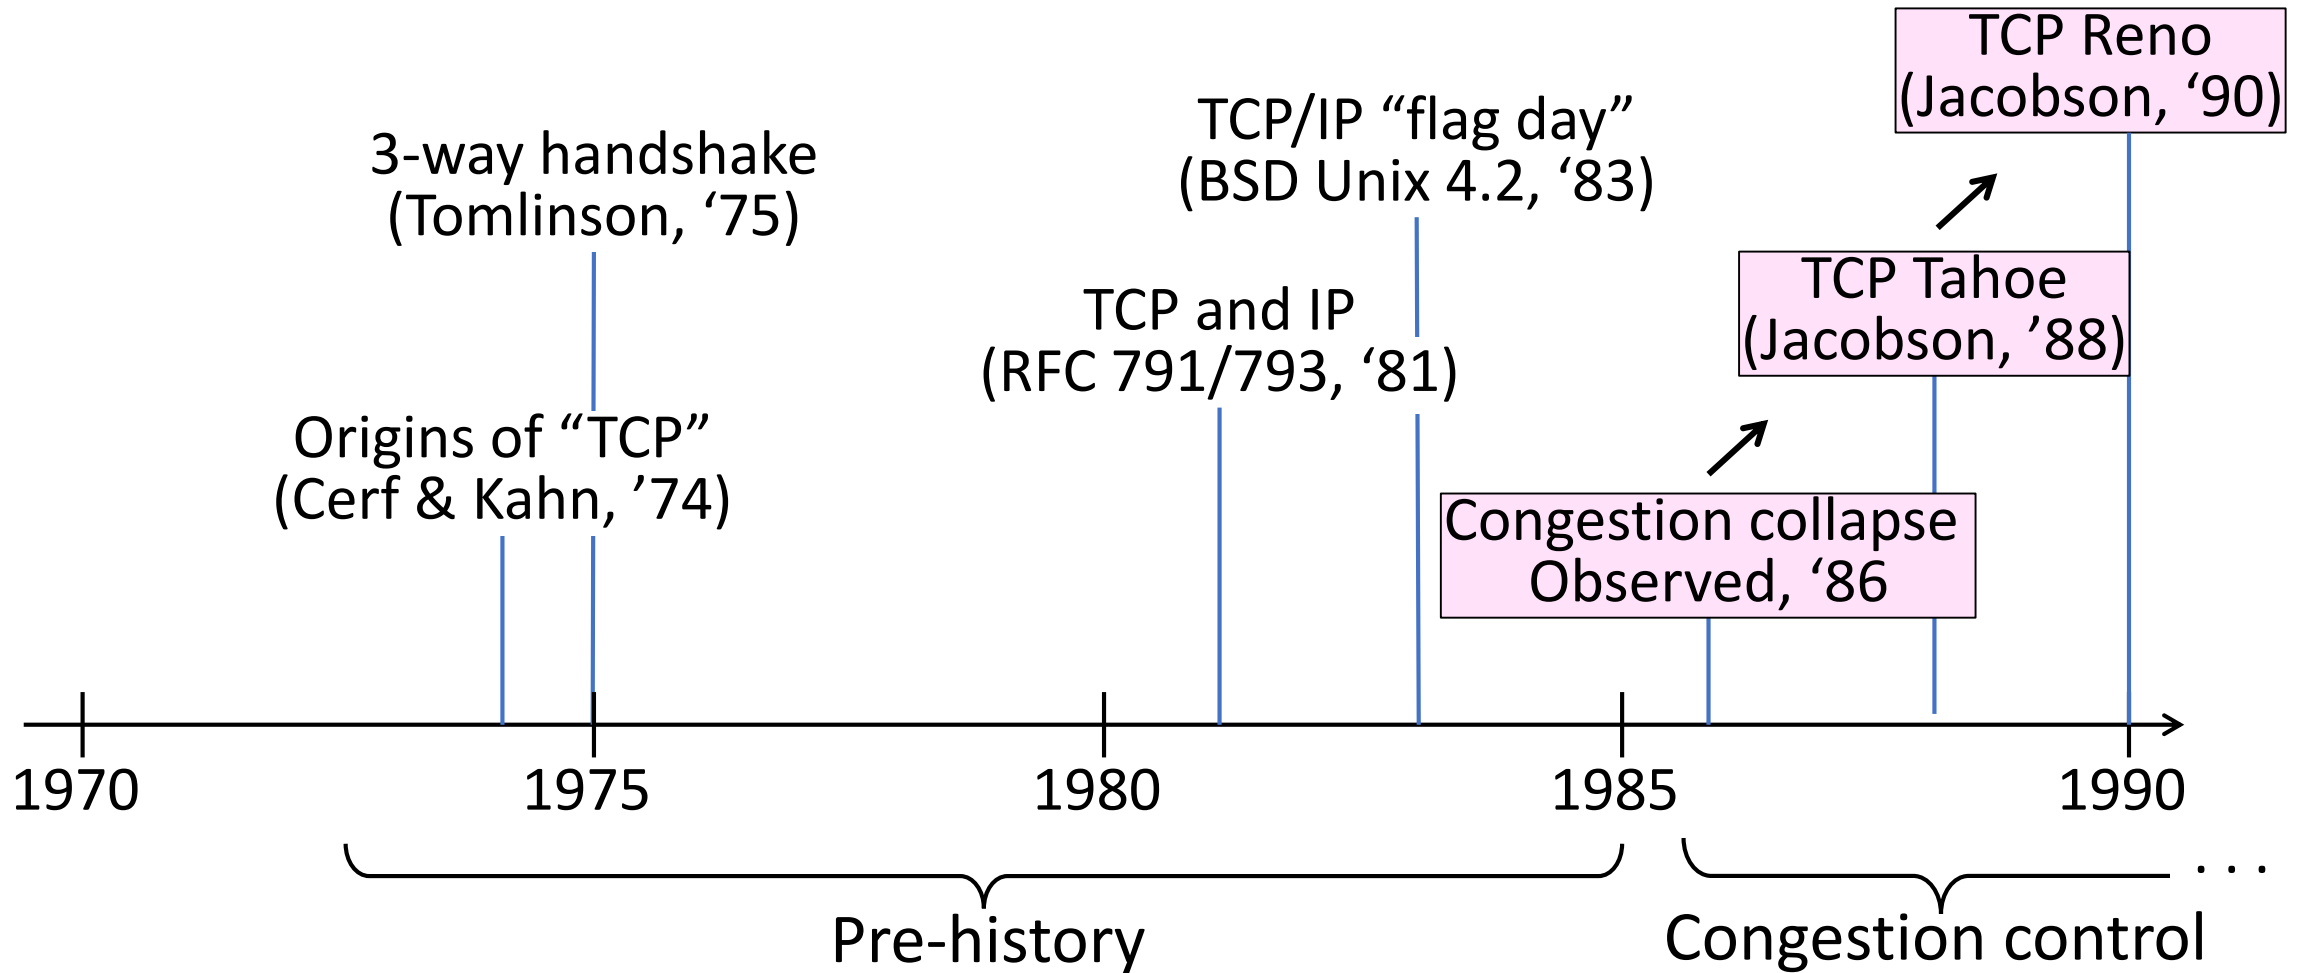 TCP Reno
(Jacobson, ‘90)
TCP/IP “flag day”
(BSD Unix 4.2, ‘83)
3-way handshake
(Tomlinson, ‘75)
TCP Tahoe
(Jacobson, ’88)
TCP and IP
(RFC 791/793, ‘81)
Origins of “TCP”
(Cerf & Kahn, ’74)
Congestion collapse
Observed, ‘86
1970 1975 1980 1985 1990
. . .
Pre-history Congestion control